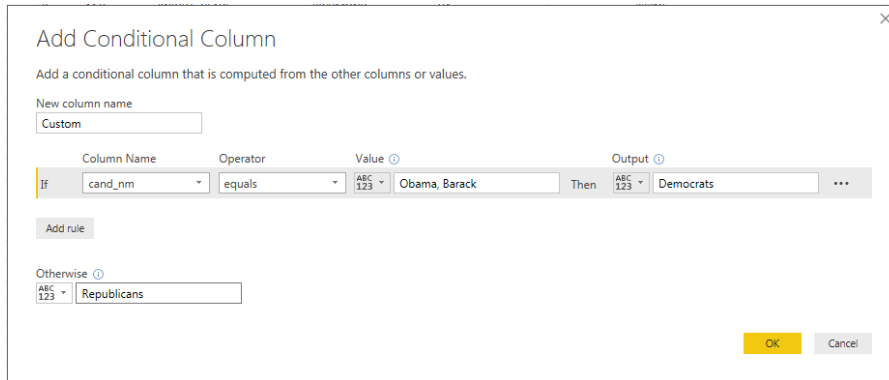 Add Conditional Column
Add a conditional column that is computed from the other columns or values.
New column name
Custom
Column Name Operator Value Output
If cand_nm equals ABC 123 Obama, Barack Then ABC 123 Democrats ...
Add rule
Otherwise
ABC 123 Republicans
OK Cancel